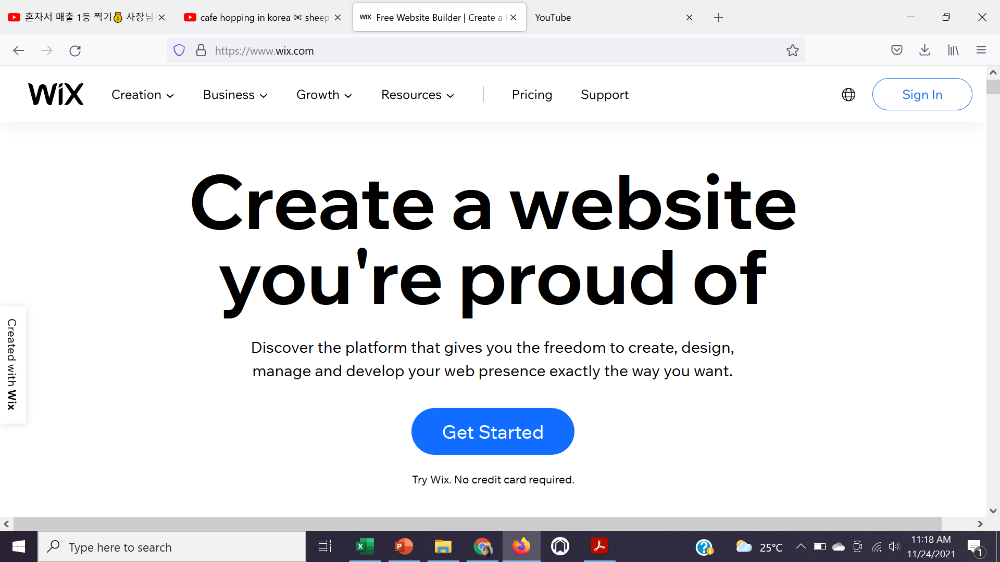 혼자서 매출 1등 찍기💰 사장님
cafe hopping in korea 🇰🇷 sheep
WIX Free Website Builder | Create a F
YouTube
https://www.wix.com
WiX
Creation
Business
Growth
Resources
Pricing
Support
Sign In
Create a website
you're proud of
Discover the platform that gives you the freedom to create, design,
manage and develop your web presence exactly the way you want.
Get Started
Try Wix. No credit card required.
Created with Wix
Type here to search
25°C
11:18 AM
11/24/2021
1